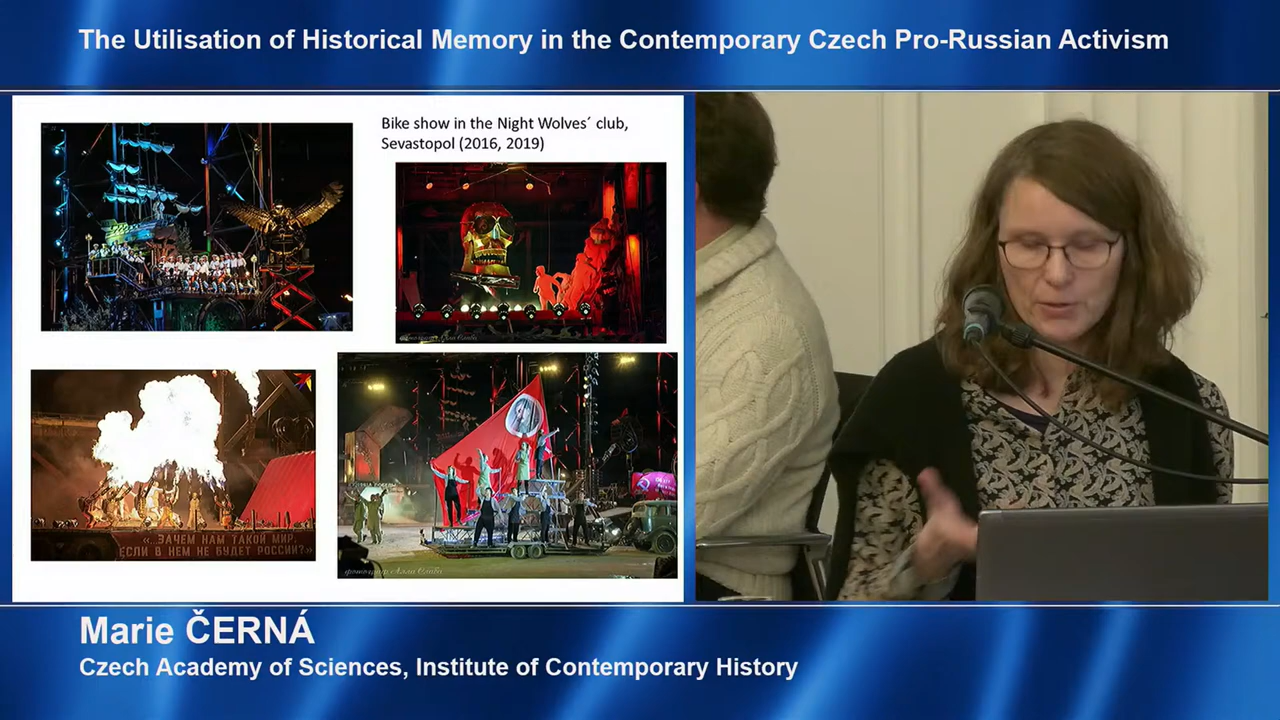 The Utilisation of Historical Memory in the Contemporary Czech Pro-Russian Activism
Bike show in the Night Wolves´ club,
Sevastopol (2016, 2019)
«..ЗАЧЕМ НАМ ТАКОЙ МИР,
ЕСЛИ В НЕМ НЕ БУДЕТ РОССИИ?»
Marie ČERNÁ
Czech Academy of Sciences, Institute of Contemporary History